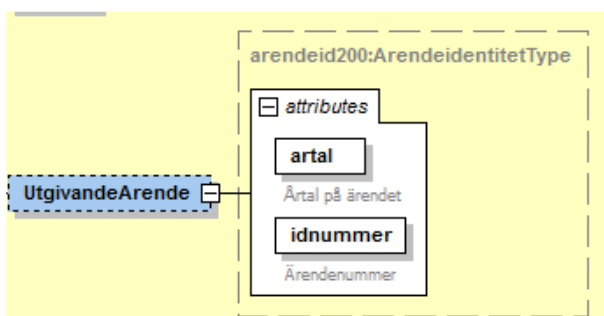 arendeid200:ArendeidentitetType
attributes
artal
Årtal på ärendet
UtgivandeArende
idnummer
Ärendenummer